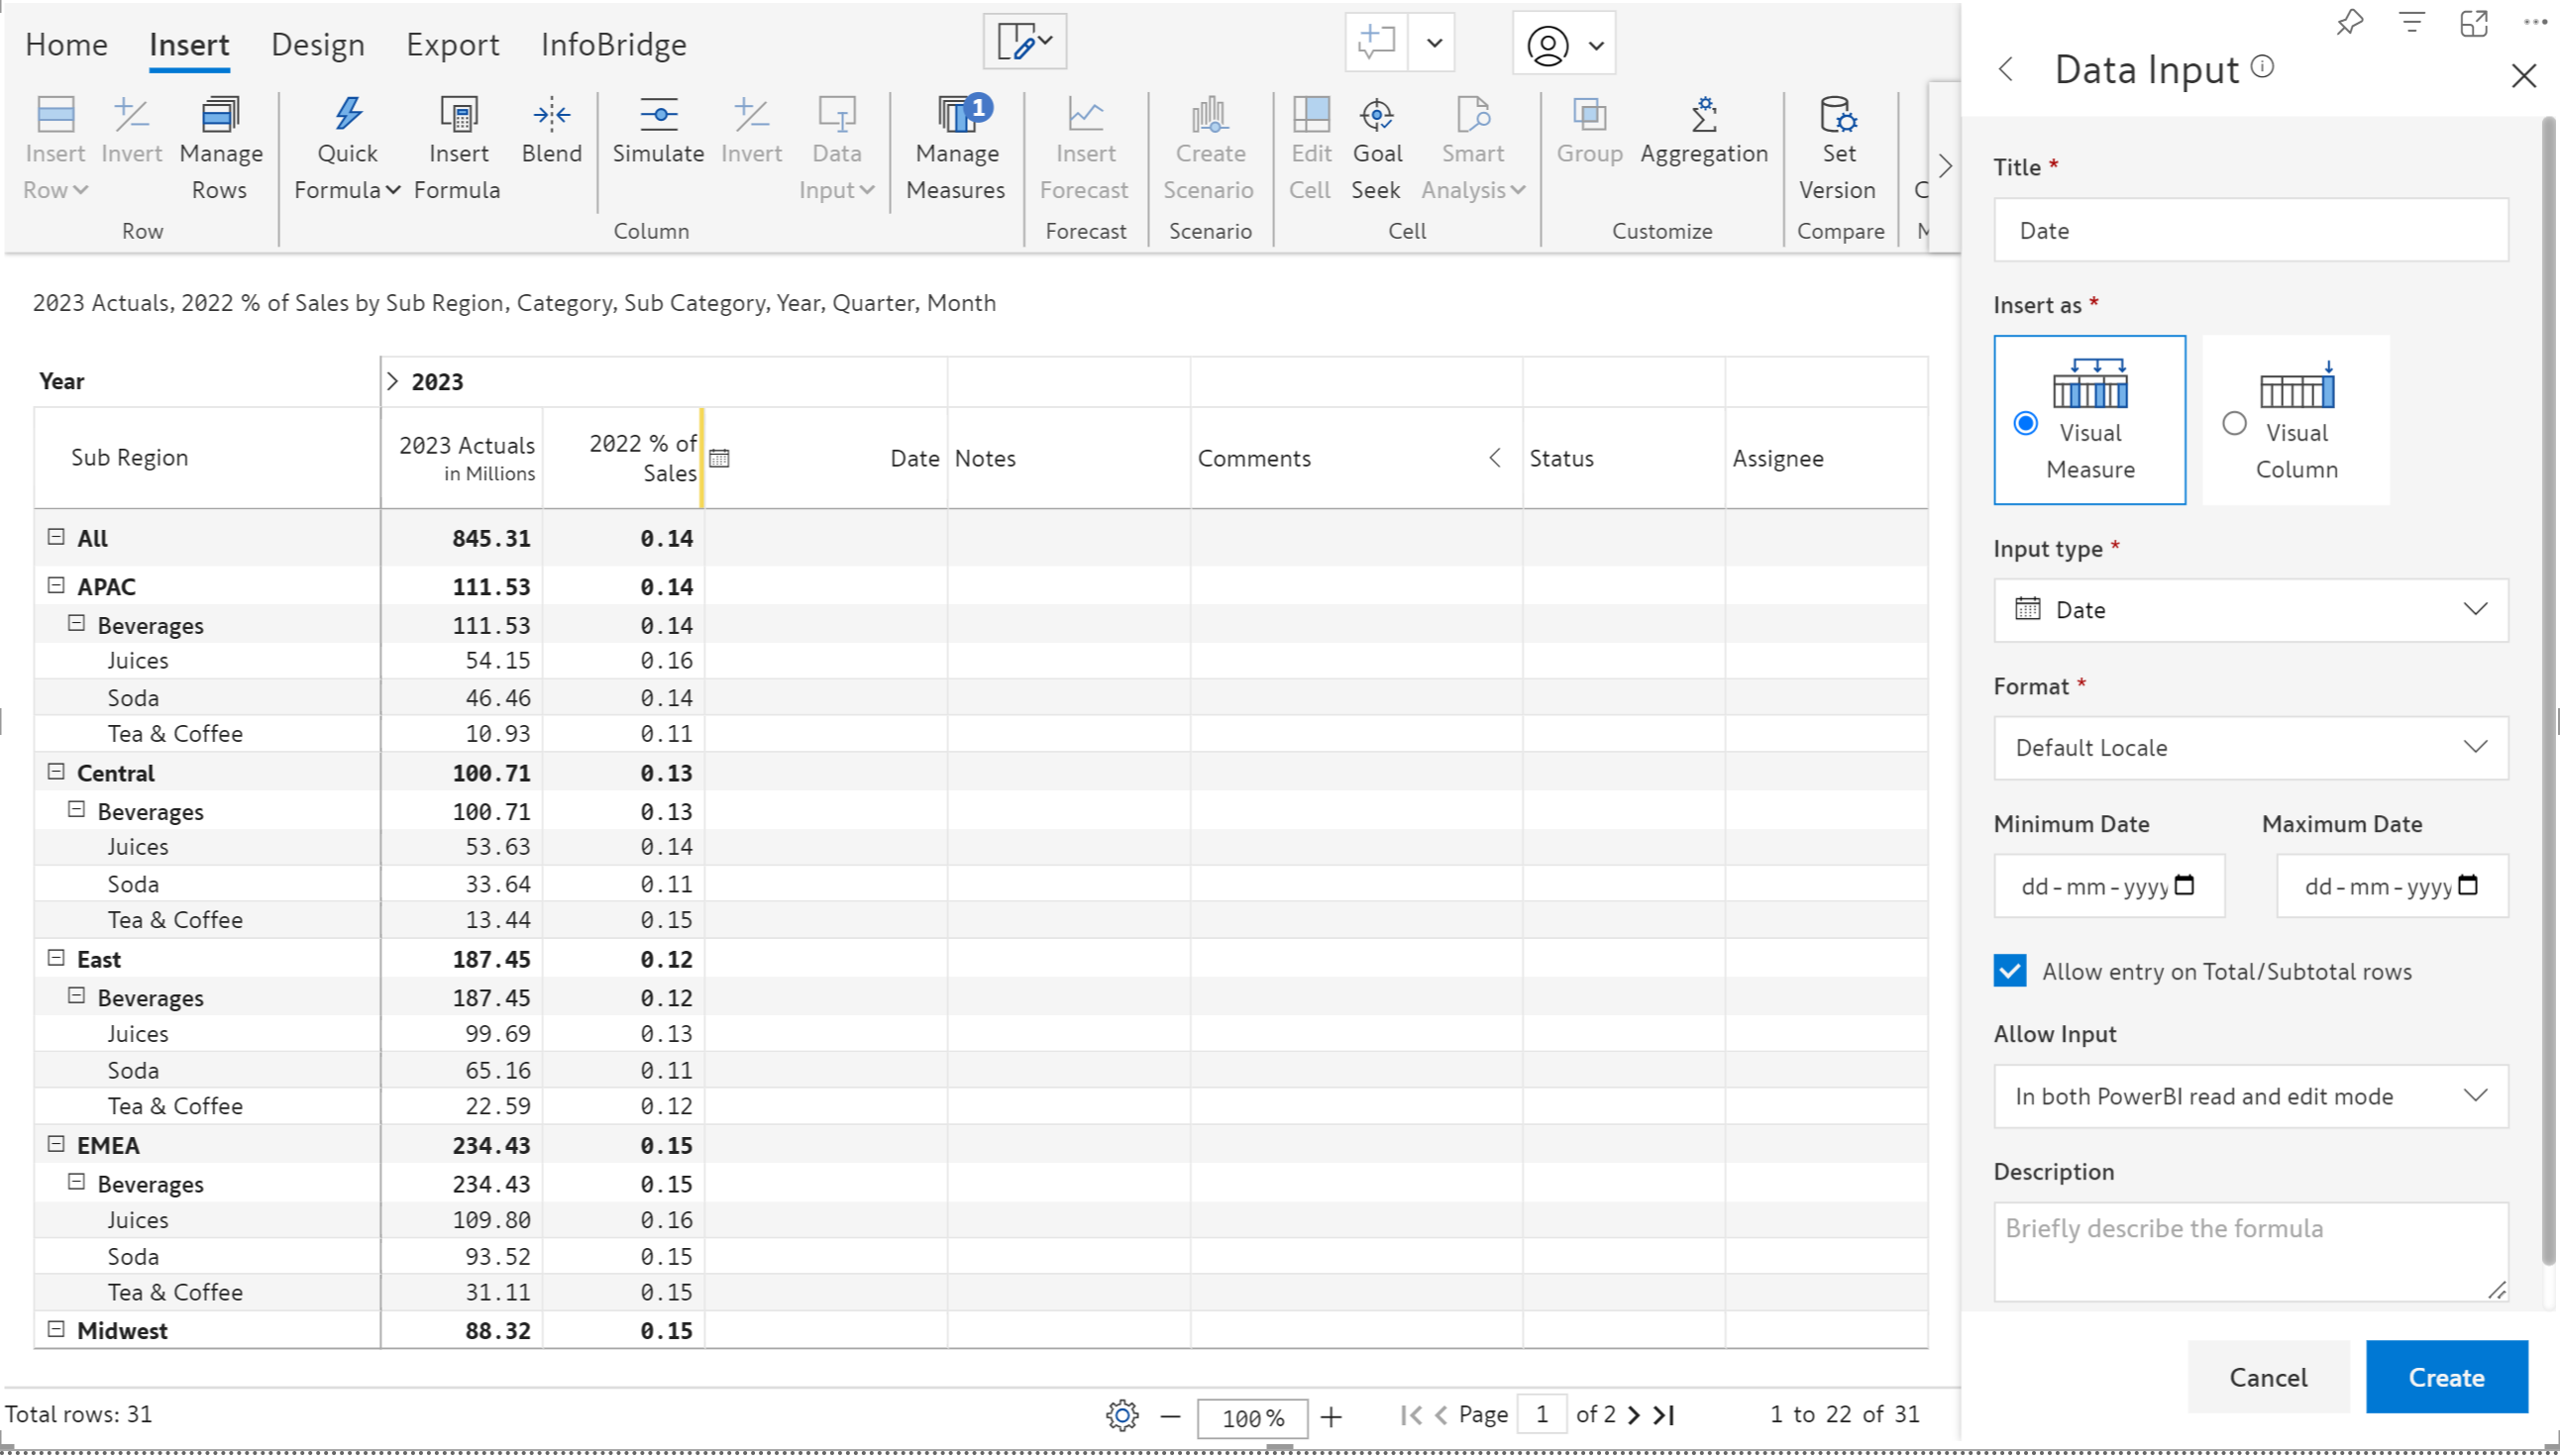 Home Insert Design Export InfoBridge
Insert Row
Invert
Manage Rows
Quick Formula
Insert Formula
Blend
Simulate
Invert
Data Input
1
Manage Measures
Insert Forecast
Create Scenario
Edit Cell
Goal Seek
Smart Analysis
Group
Aggregation
Set Version
C
Row
Column
Forecast
Scenario
Cell
Customize
Compare
2023 Actuals, 2022 % of Sales by Sub Region, Category, Sub Category, Year, Quarter, Month
Year 2023
Sub Region 2023 Actuals in Millions 2022 % of Sales Date Notes Comments Status Assignee
All 845.31 0.14
APAC 111.53 0.14
Beverages 111.53 0.14
Juices 54.15 0.16
Soda 46.46 0.14
Tea & Coffee 10.93 0.11
Central 100.71 0.13
Beverages 100.71 0.13
Juices 53.63 0.14
Soda 33.64 0.11
Tea & Coffee 13.44 0.15
East 187.45 0.12
Beverages 187.45 0.12
Juices 99.69 0.13
Soda 65.16 0.11
Tea & Coffee 22.59 0.12
EMEA 234.43 0.15
Beverages 234.43 0.15
Juices 109.80 0.16
Soda 93.52 0.15
Tea & Coffee 31.11 0.15
Midwest 88.32 0.15
Total rows: 31
100 %
Page 1 of 2
1 to 22 of 31
Data Input
Title *
Date
Insert as *
Visual Measure
Visual Column
Input type *
Date
Format *
Default Locale
Minimum Date Maximum Date
dd-mm-yyyy dd-mm-yyyy
Allow entry on Total/Subtotal rows
Allow Input
In both PowerBI read and edit mode
Description
Briefly describe the formula
Cancel Create